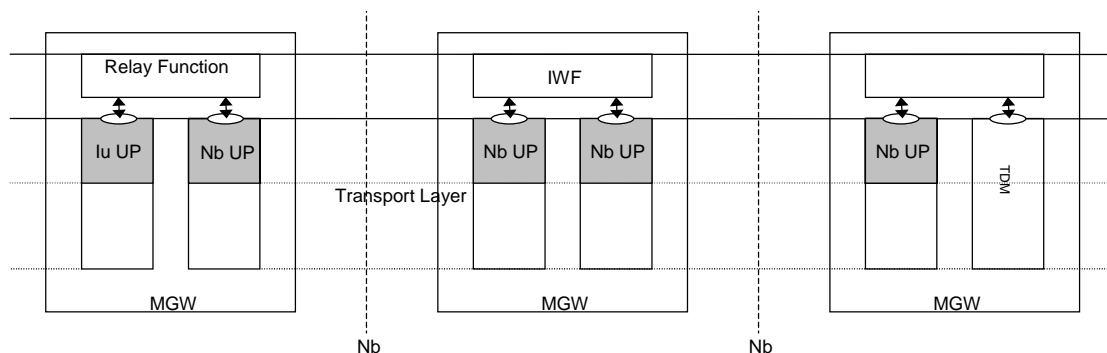 Relay Function
IWF
Iu UP
Nb UP
Nb UP
Nb UP
Nb UP
TDM
Transport Layer
MGW
MGW
MGW
Nb
Nb